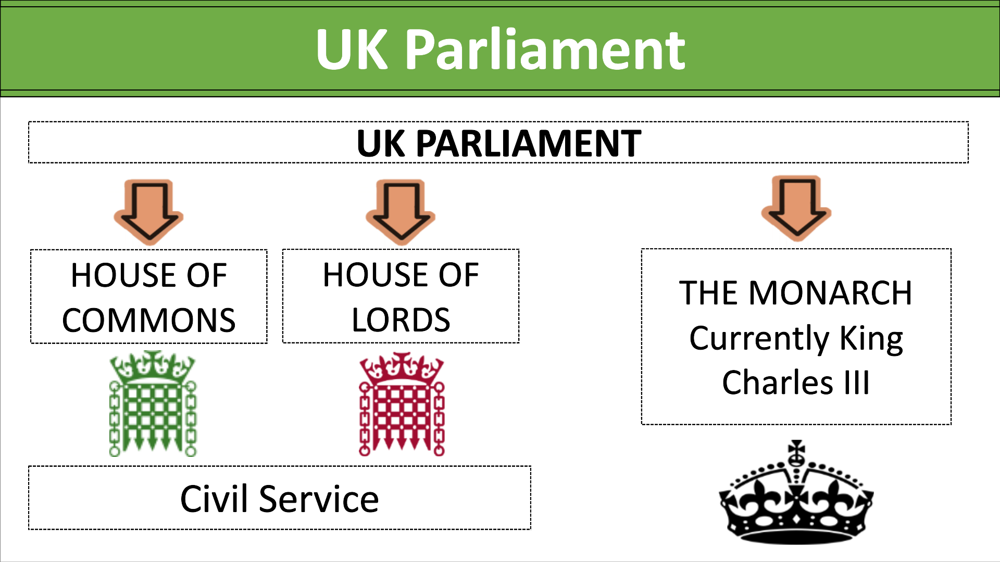 UK Parliament
UK PARLIAMENT
HOUSE OF
COMMONS
HOUSE OF
LORDS
THE MONARCH
Currently King
Charles III
Civil Service